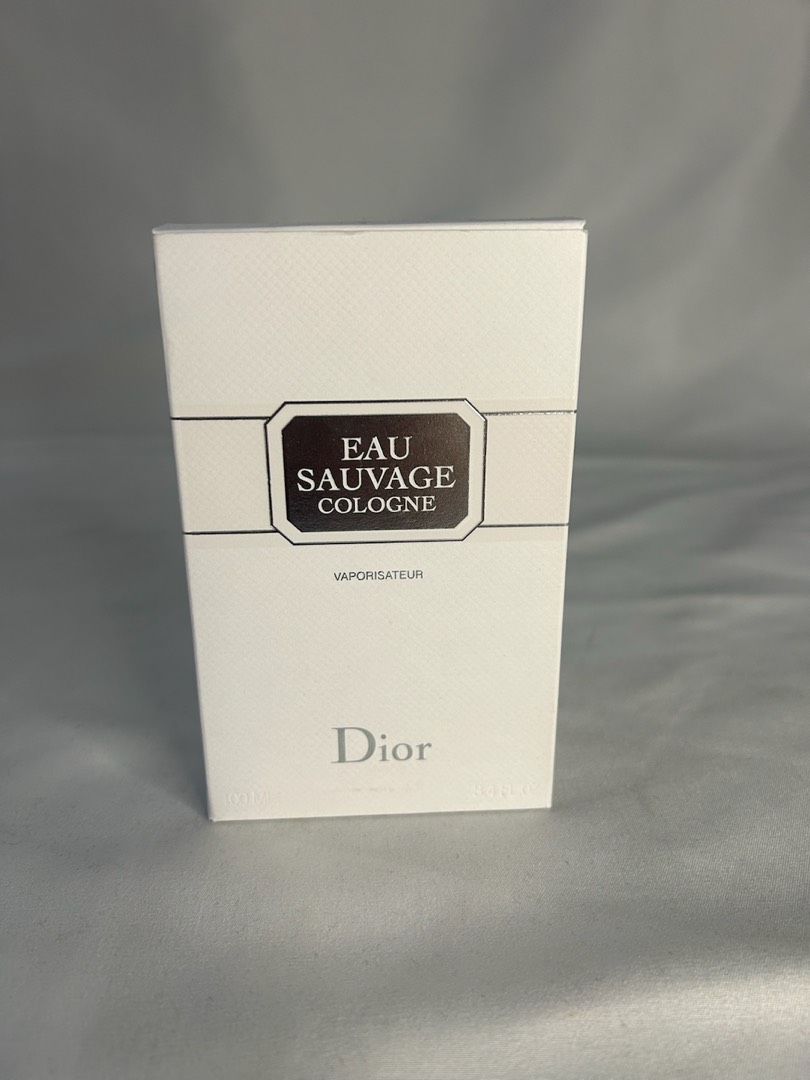 EAU
SAUVAGE
COLOGNE
VAPORISATEUR
Dior